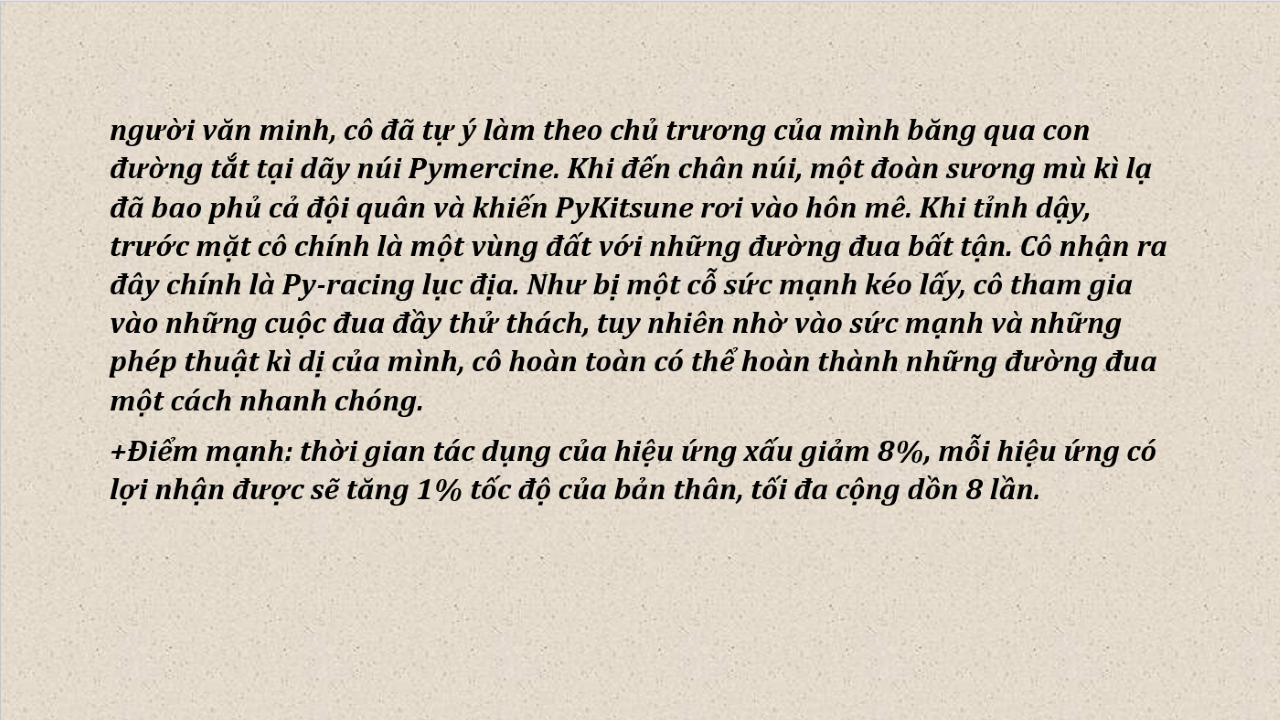 người văn minh, cô đã tự ý làm theo chủ trương của mình băng qua con
đường tắt tại dãy núi Pymercine. Khi đến chân núi, một đoàn sương mù kì lạ
đã bao phủ cả đội quân và khiến PyKitsune rơi vào hôn mê. Khi tỉnh dậy,
trước mặt cô chính là một vùng đất với những đường đua bất tận. Cô nhận ra
đây chính là Py-racing lục địa. Như bị một cỗ sức mạnh kéo lấy, cô tham gia
vào những cuộc đua đầy thử thách, tuy nhiên nhờ vào sức mạnh và những
phép thuật kì dị của mình, cô hoàn toàn có thể hoàn thành những đường đua
một cách nhanh chóng.
+Điểm mạnh: thời gian tác dụng của hiệu ứng xấu giảm 8%, mỗi hiệu ứng có
lợi nhận được sẽ tăng 1% tốc độ của bản thân, tối đa cộng dồn 8 lần.